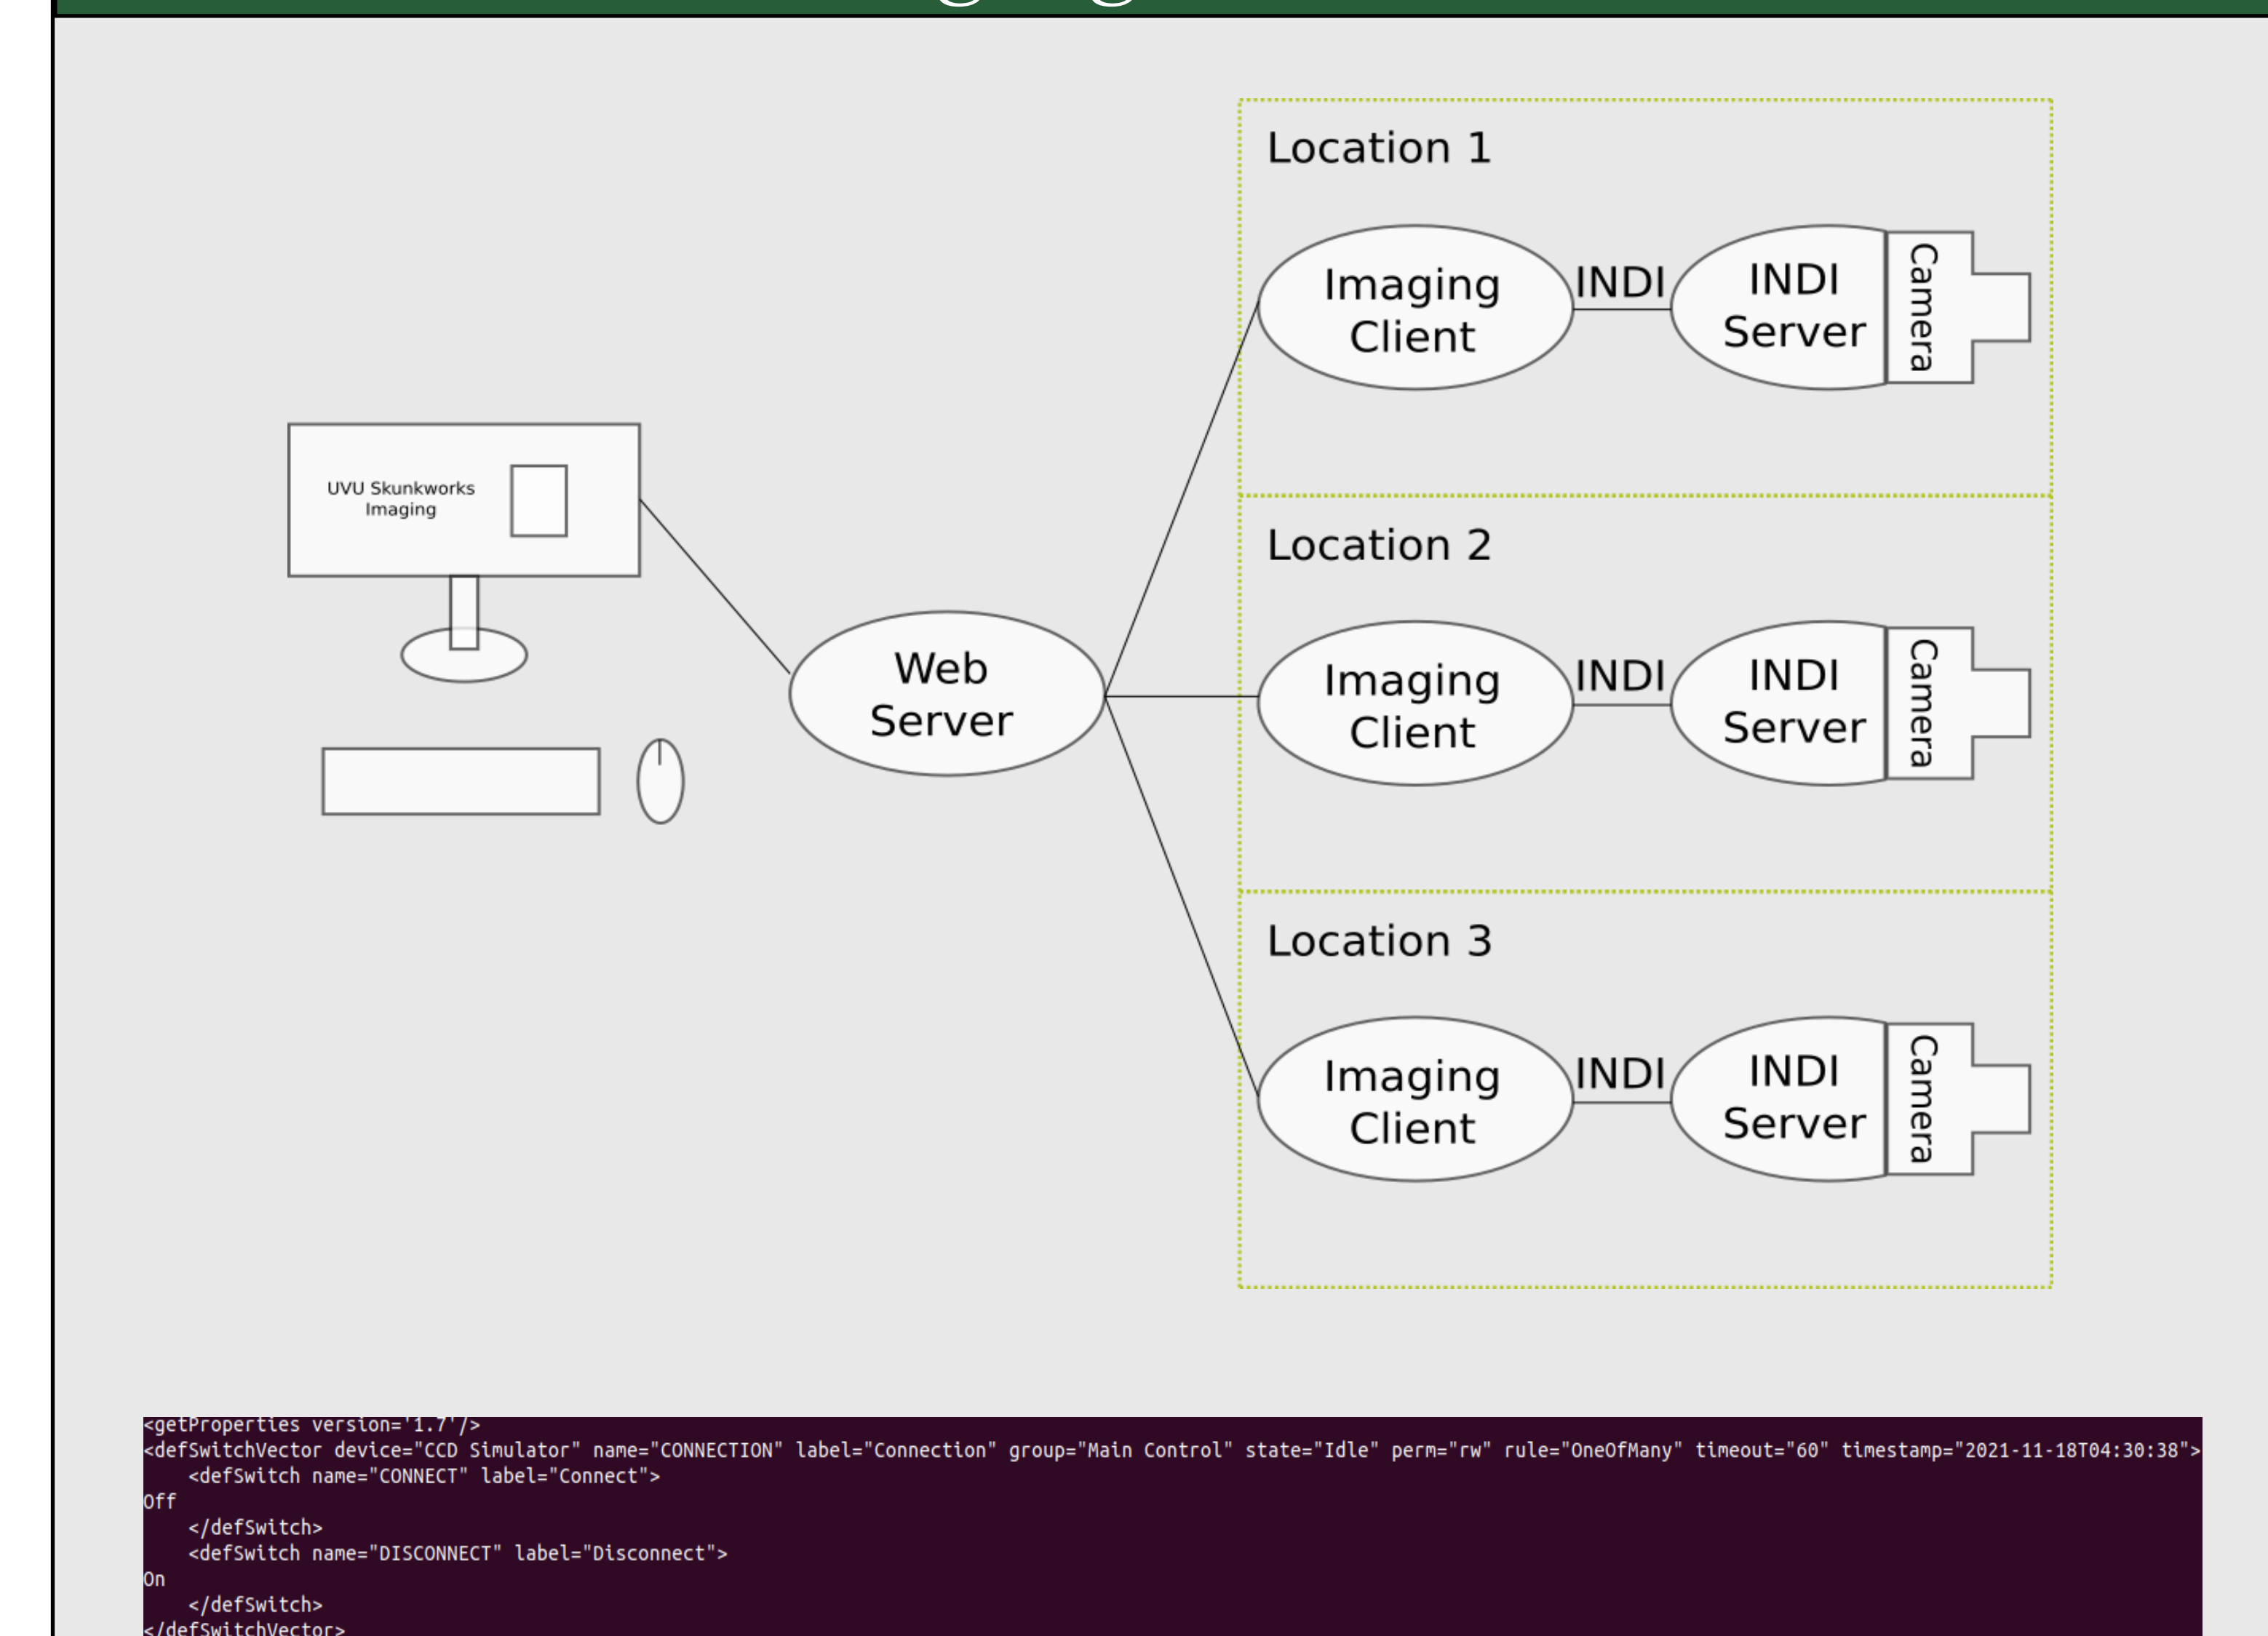 UVU Skunkworks
Imaging
Web
Server
Location 1
Imaging
Client
INDI
INDI
Server
Camera
Location 2
Imaging
Client
INDI
INDI
Server
Camera
Location 3
Imaging
Client
INDI
INDI
Server
Camera
<getProperties version='1.7'/>
<defSwitchVector device="CCD Simulator" name="CONNECTION" label="Connection" group="Main Control" state="Idle" perm="rw" rule="OneOfMany" timeout="60" timestamp="2021-11-18T04:30:38">
    <defSwitch name="CONNECT" label="Connect">
Off
    </defSwitch>
    <defSwitch name="DISCONNECT" label="Disconnect">
On
    </defSwitch>
</defSwitchVector>